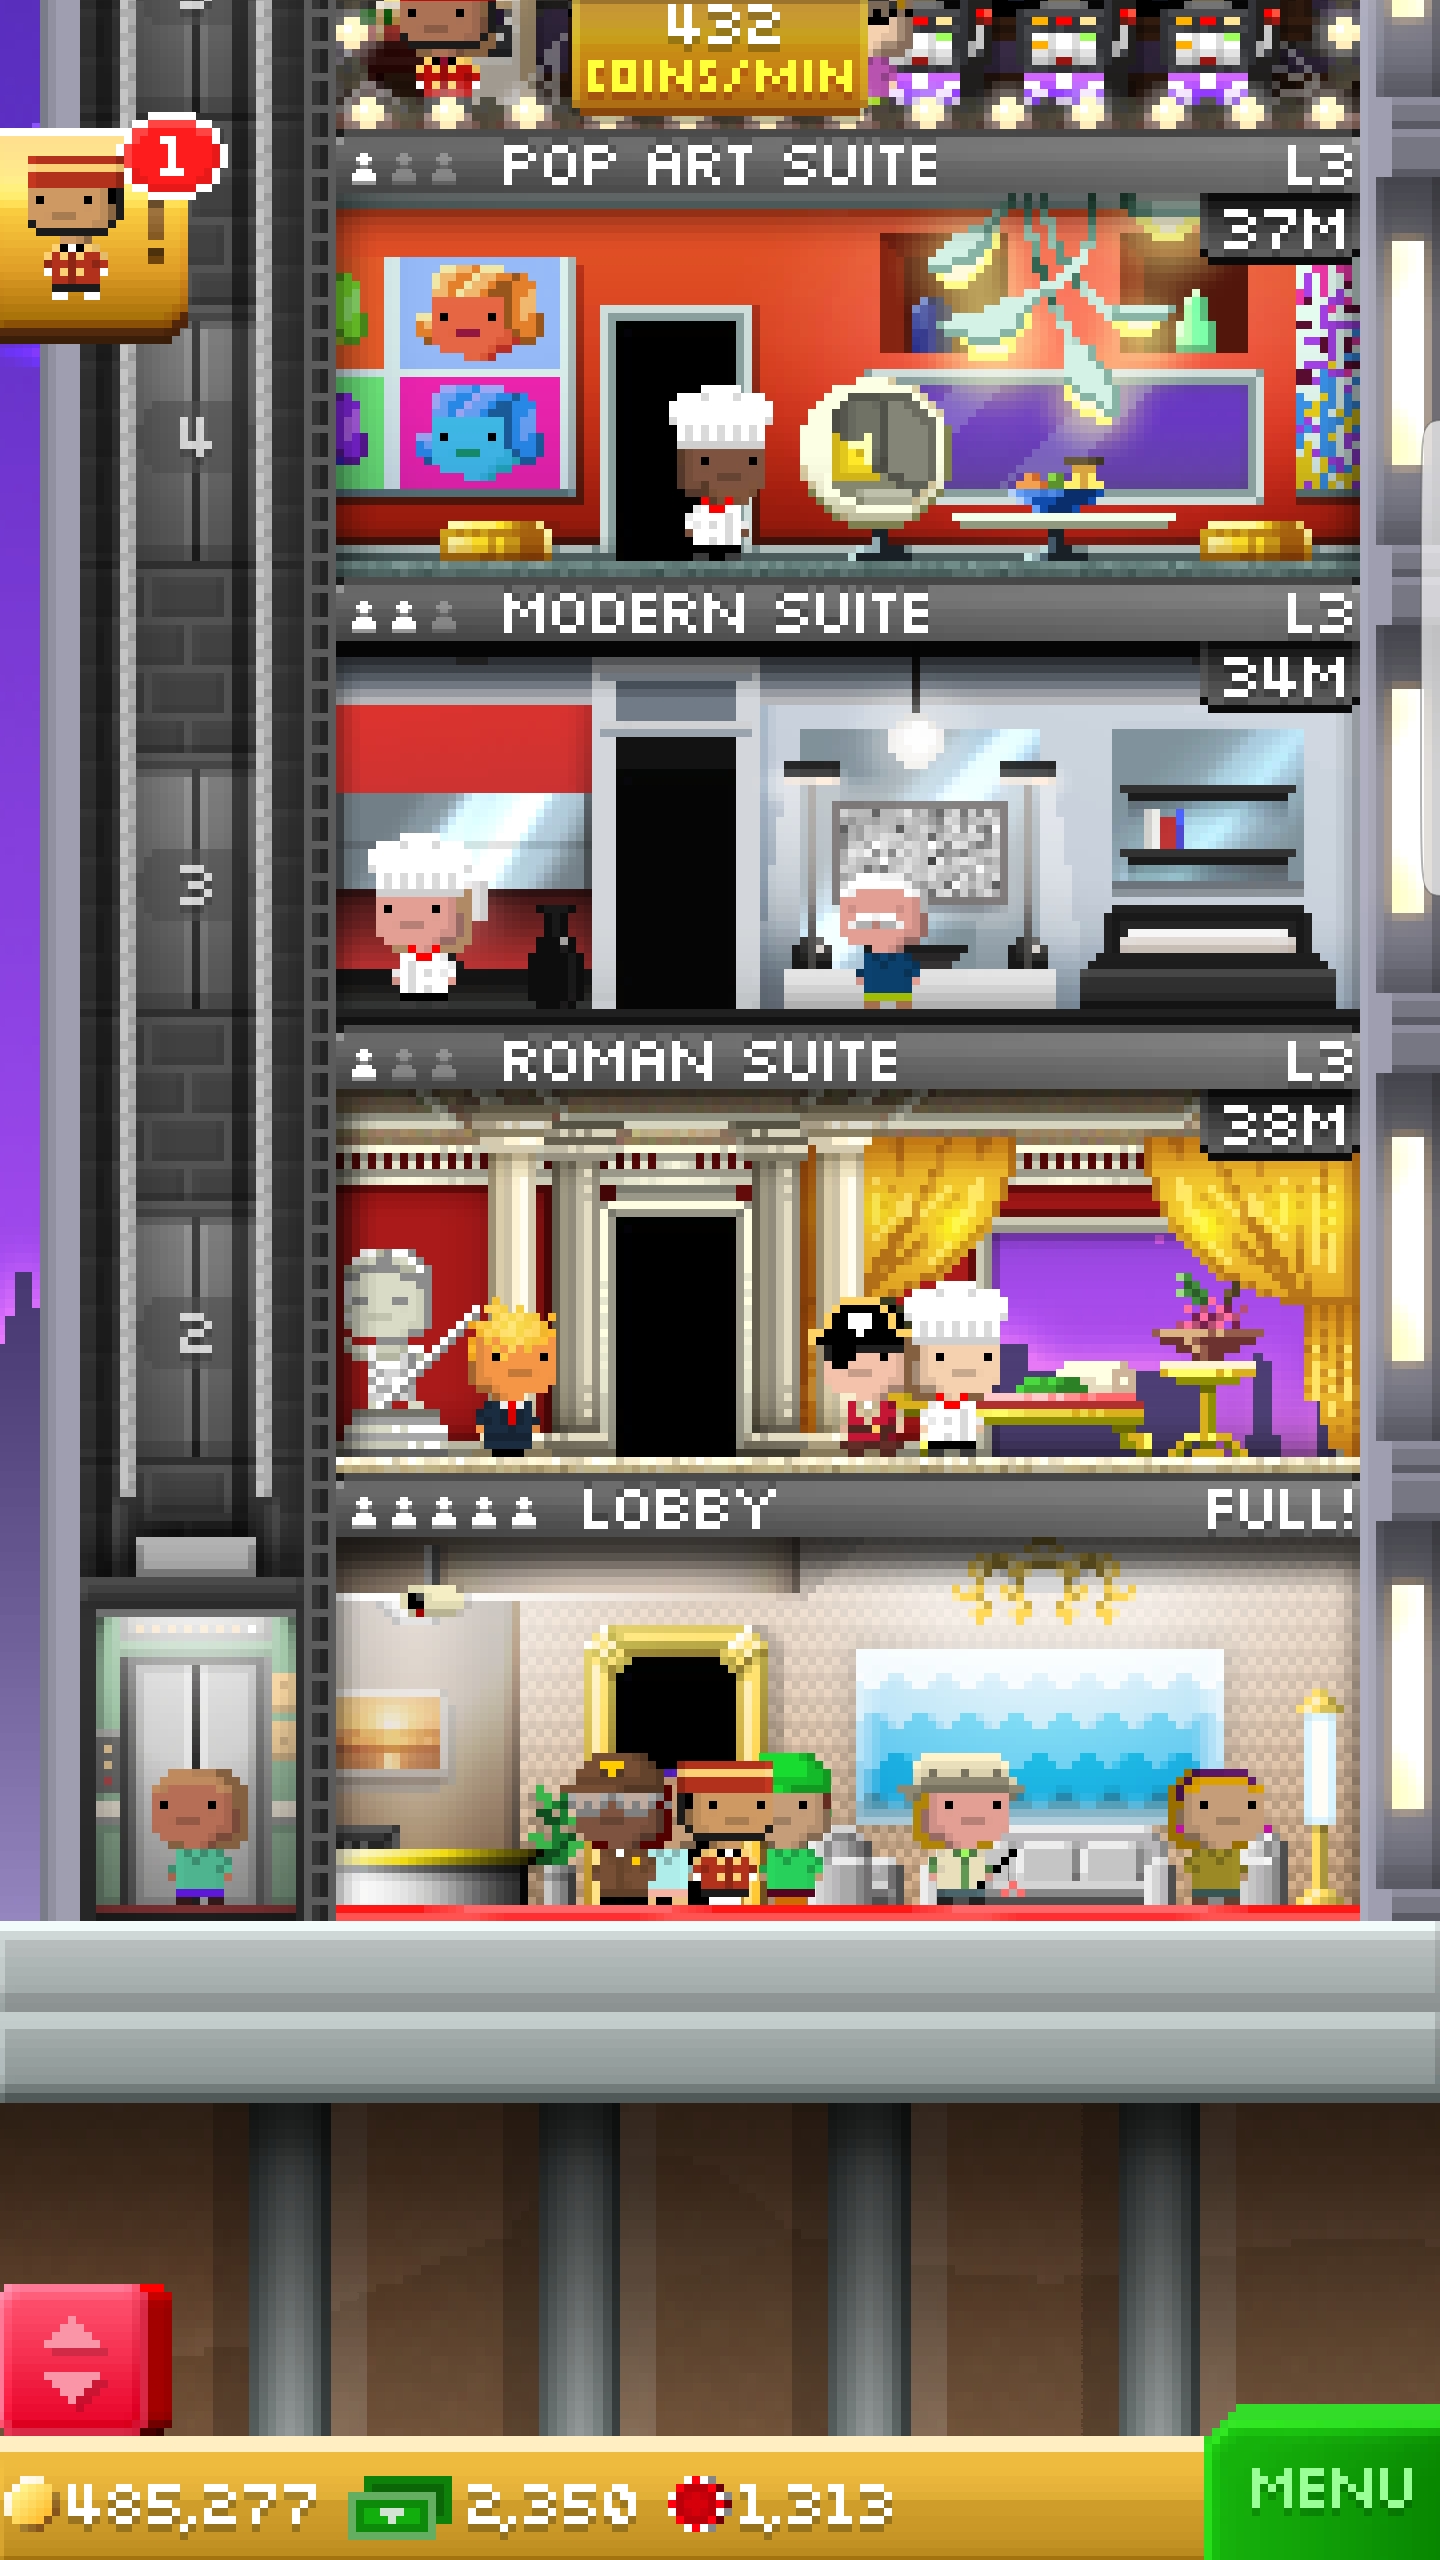 432
COINS/MIN
1
!
POP ART SUITE L3
37M
4
MODERN SUITE L3
34M
3
ROMAN SUITE L3
38M
2
LOBBY FULL!
MENU
485,277 2,350 1,313